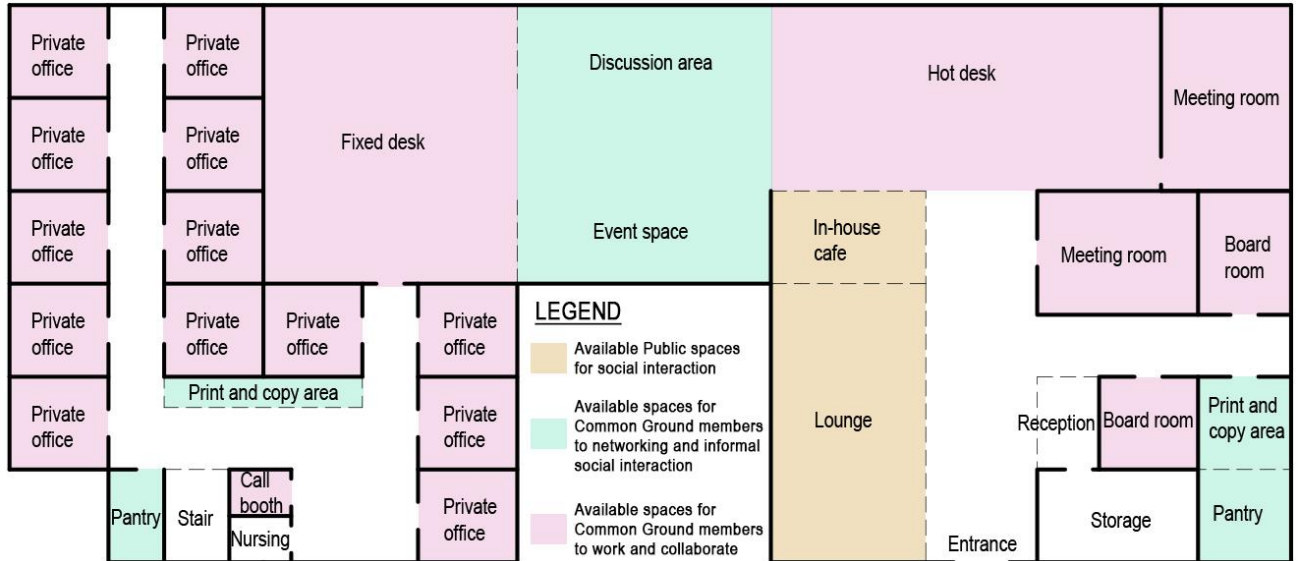 Private
office
Private
office
Discussion area
Hot desk
Meeting room
Private
office
Private
office
Fixed desk
Private
office
Private
office
Event space
In-house
cafe
Meeting room
Board
room
Private
office
Private
office
Private
office
Private
office
Print and copy area
Private
office
Private
office
Private
office
LEGEND
Available Public spaces
for social interaction
Available spaces for
Common Ground members
to networking and informal
social interaction
Available spaces for
Common Ground members
to work and collaborate
Lounge
Reception
Board room
Print and
copy area
Pantry
Stair
Call
booth
Nursing
Entrance
Storage
Pantry